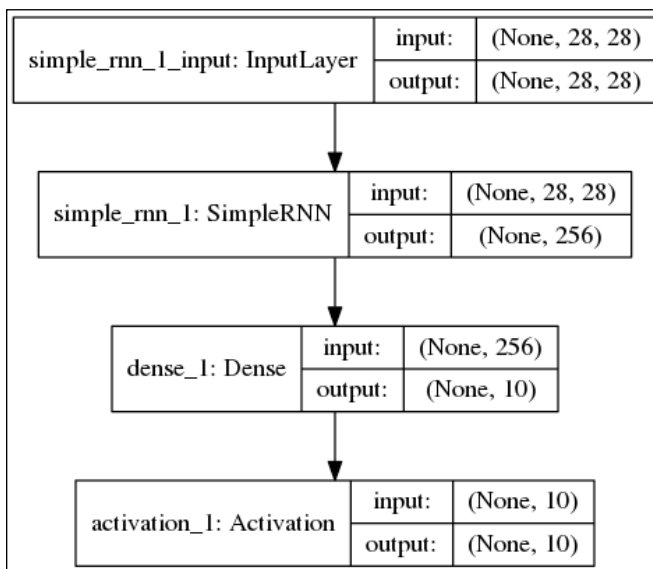 simple_rnn_1_input: InputLayer
input:
(None, 28, 28)
output:
(None, 28, 28)
simple_rnn_1: SimpleRNN
input:
(None, 28, 28)
output:
(None, 256)
dense_1: Dense
input:
(None, 256)
output:
(None, 10)
activation_1: Activation
input:
(None, 10)
output:
(None, 10)